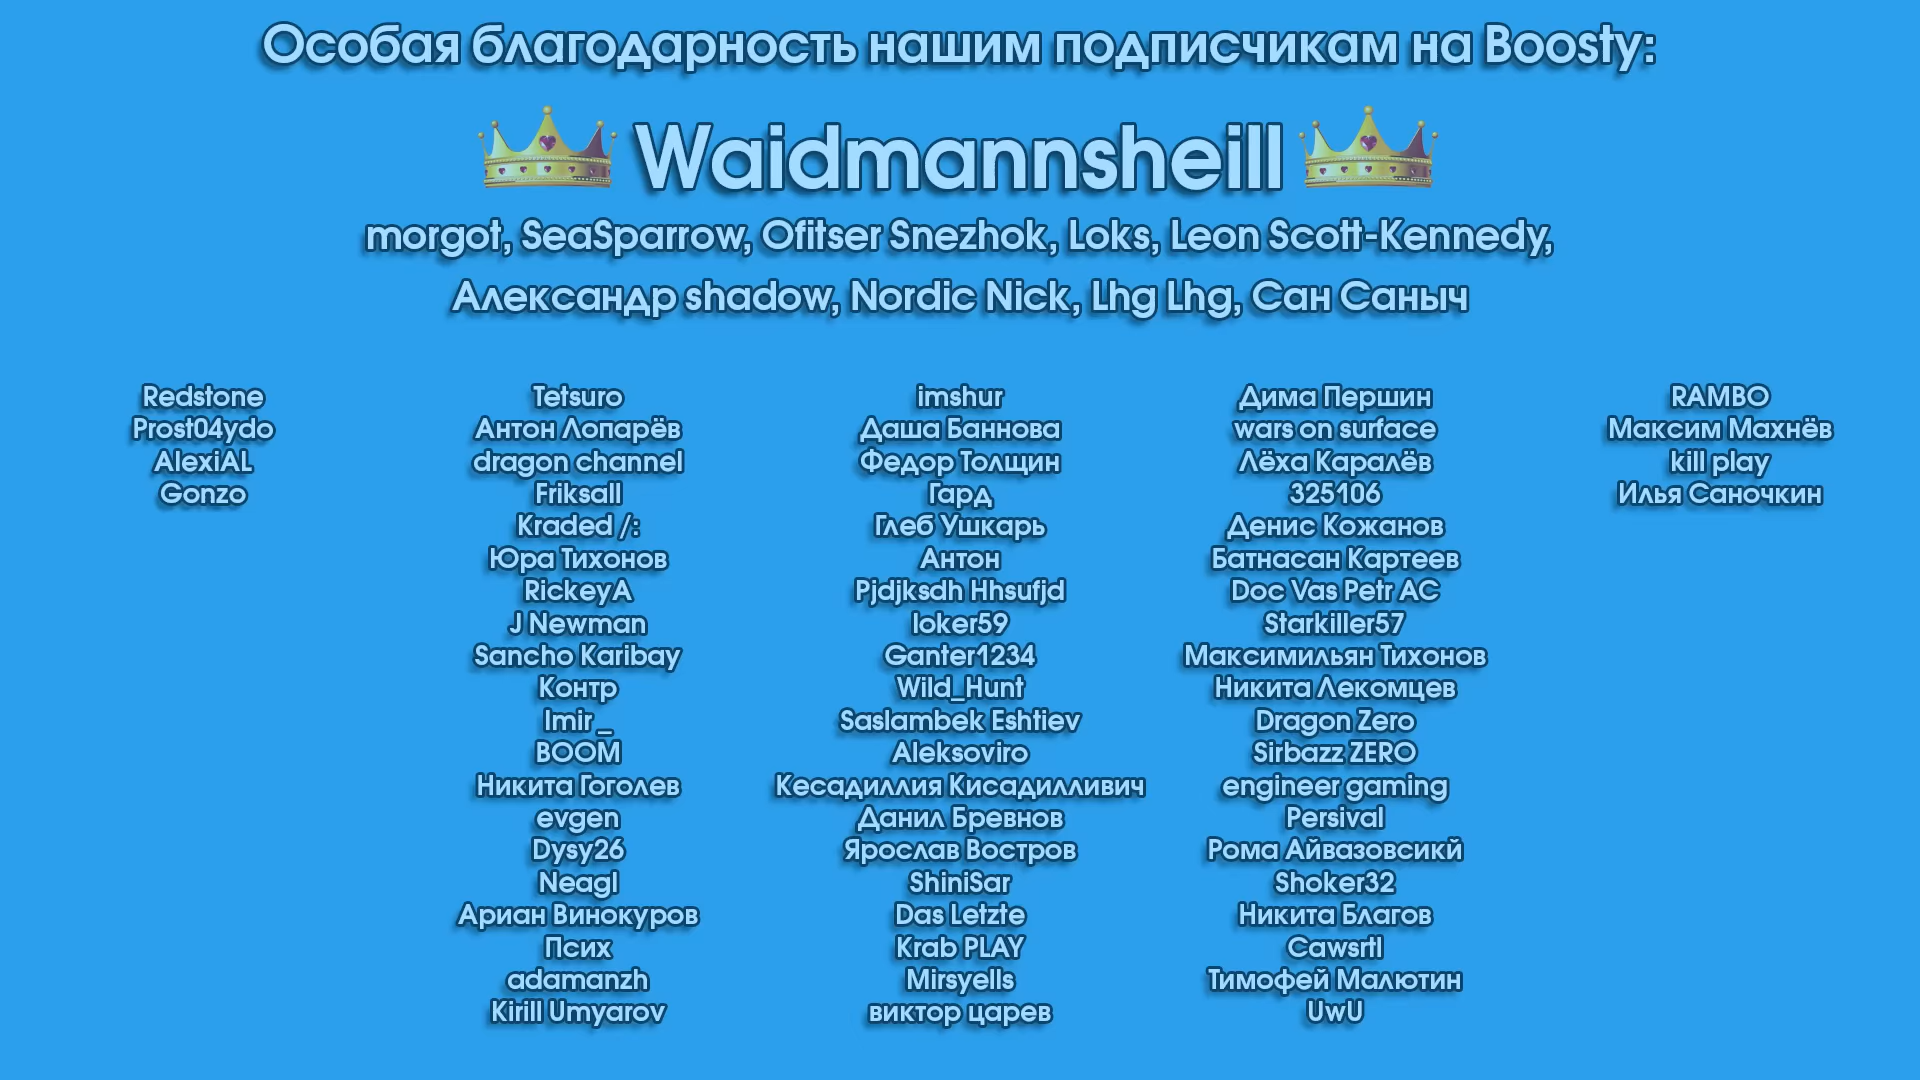 Особая благодарность нашим подписчикам на Boosty:
Waidmannsheill
morgot, SeaSparrow, Ofitser Snezhok, Loks, Leon Scott-Kennedy,
Александр shadow, Nordic Nick, Lhg Lhg, Сан Саныч
Redstone
Prost04ydo
AlexiAL
Gonzo
Tetsuro
Антон Лопарёв
dragon channel
Friksall
Kraded /:
Юра Тихонов
RickeyA
J Newman
Sancho Karibay
Контр
Imir _
BOOM
Никита Гоголев
evgen
Dysy26
Neagl
Ариан Винокуров
Псих
adamanzh
Kirill Umyarov
imshur
Даша Баннова
Федор Толщин
Гард
Глеб Ушкарь
Антон
Pjdjksdh Hhsufjd
loker59
Ganter1234
Wild_Hunt
Saslambek Eshtiev
Aleksoviro
Кесадиллия Кисадилливич
Данил Бревнов
Ярослав Востров
ShiniSar
Das Letzte
Krab PLAY
Mirsyells
виктор царев
Дима Першин
wars on surface
Лёха Каралёв
325106
Денис Кожанов
Батнасан Картеев
Doc Vas Petr AC
Starkiller57
Максимильян Тихонов
Никита Лекомцев
Dragon Zero
Sirbazz ZERO
engineer gaming
Persival
Рома Айвазовсикй
Shoker32
Никита Благов
Cawsrtl
Тимофей Малютин
UwU
RAMBO
Максим Махнёв
kill play
Илья Саночкин